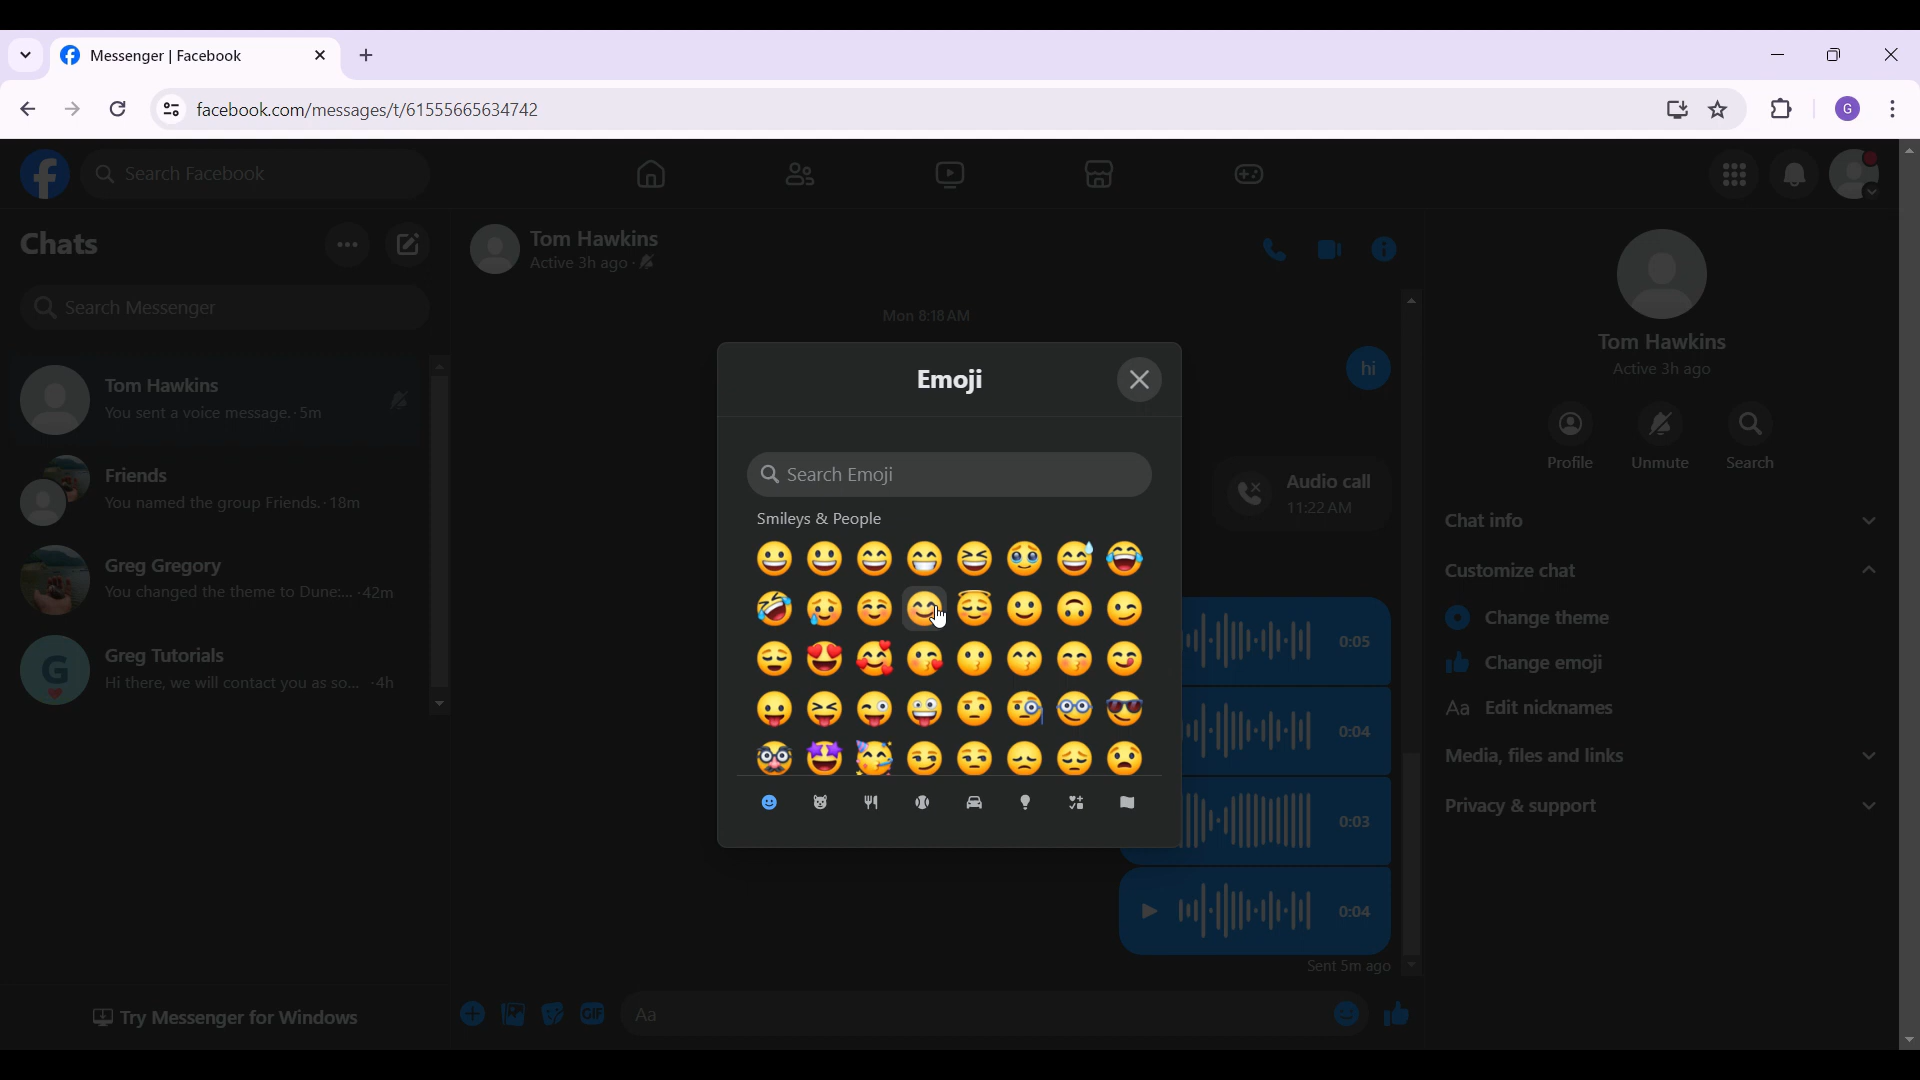 Messenger | Facebook
facebook.com/messages/t/61555665634742
G
Search Facebook
Chats
Search Messenger
Tom Hawkins
You sent a voice message. · 5m
Friends
You named the group Friends. · 18m
Greg Gregory
You changed the theme to Dune:... · 42m
G
Greg Tutorials
Hi there, we will contact you as so... · 4h
Try Messenger for Windows
Tom Hawkins
Active 3h ago ·
Mon 8:18 AM
hi
Audio call
11:22 AM
0:05
0:04
0:03
0:04
Sent 5m ago
GIF
Aa
Emoji
Search Emoji
Smileys & People
Tom Hawkins
Active 3h ago
Profile
Unmute
Search
Chat info
Customize chat
Change theme
Change emoji
Aa Edit nicknames
Media, files and links
Privacy & support